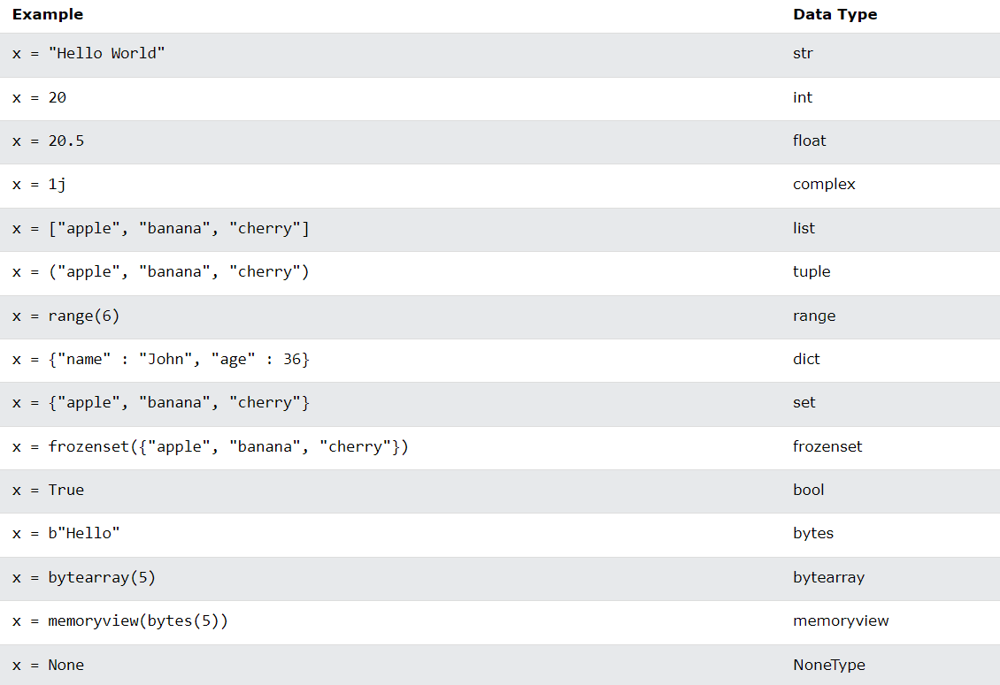 Example Data Type
x = "Hello World" str
x = 20 int
x = 20.5 float
x = 1j complex
x = ["apple", "banana", "cherry"] list
x = ("apple", "banana", "cherry") tuple
x = range(6) range
x = {"name" : "John", "age" : 36} dict
x = {"apple", "banana", "cherry"} set
x = frozenset({"apple", "banana", "cherry"}) frozenset
x = True bool
x = b"Hello" bytes
x = bytearray(5) bytearray
x = memoryview(bytes(5)) memoryview
x = None NoneType